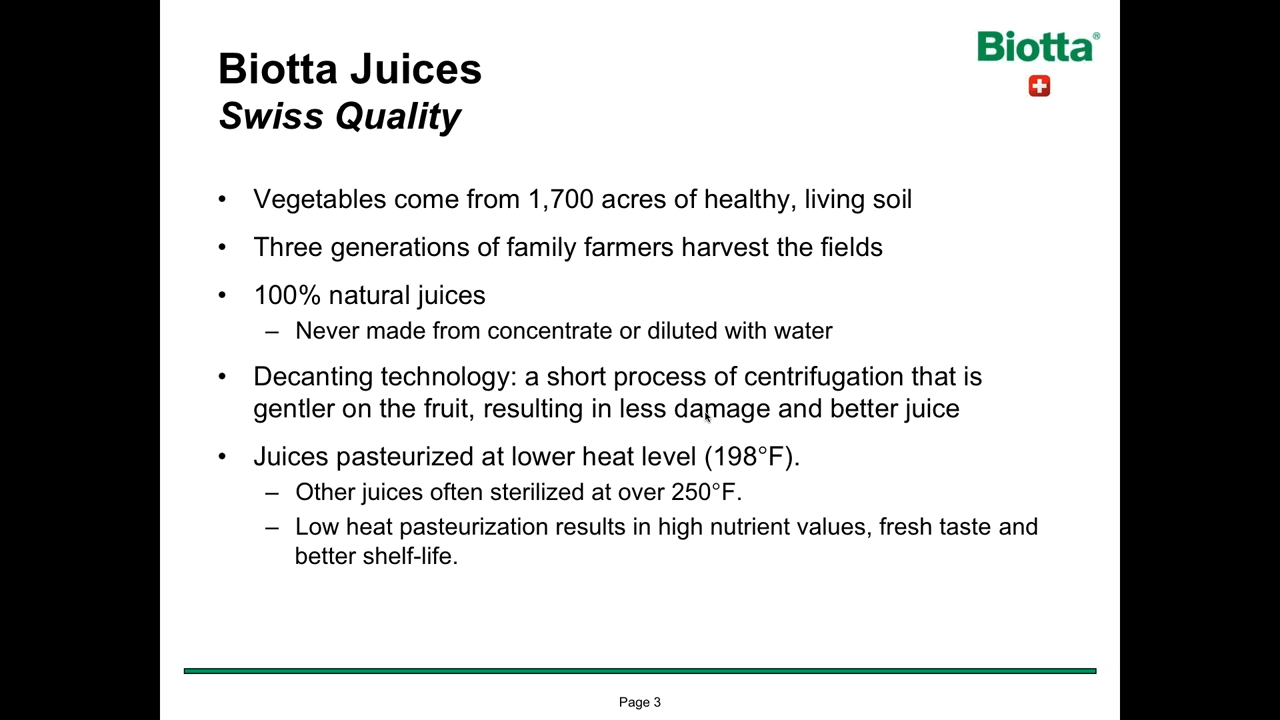 Biotta®
Biotta Juices
Swiss Quality
• Vegetables come from 1,700 acres of healthy, living soil
• Three generations of family farmers harvest the fields
• 100% natural juices
– Never made from concentrate or diluted with water
• Decanting technology: a short process of centrifugation that is
gentler on the fruit, resulting in less damage and better juice
• Juices pasteurized at lower heat level (198°F).
– Other juices often sterilized at over 250°F.
– Low heat pasteurization results in high nutrient values, fresh taste and
better shelf-life.
Page 3